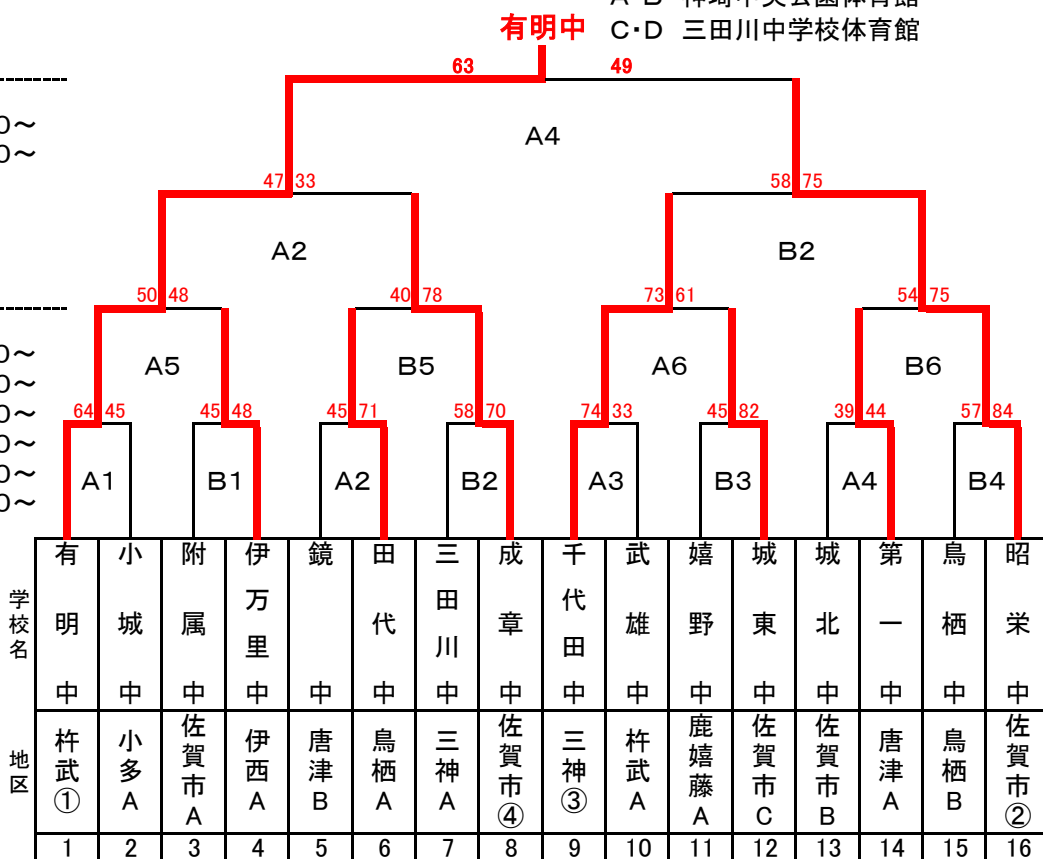 有明中 C・D 三田川中学校体育館
63 49
0～
A4
0～
47 33 58 75
A2 B2
50 48 40 78 73 61 54 75
0～
A5 B5 A6 B6
0～
64 45 45 48 45 71 58 70 74 33 45 82 39 44 57 84
0～
0～
0～
A1 B1 A2 B2 A3 B3 A4 B4
0～
学校名 有明中 小城中 附属中 伊万里中 鏡中 田代中 三田川中 成章中 千代田中 武雄中 嬉野中 城東中 城北中 第一中 鳥栖中 昭栄中
地区 杵武① 小多A 佐賀市A 伊西A 唐津B 鳥栖A 三神A 佐賀市④ 三神③ 杵武A 鹿嬉藤A 佐賀市C 佐賀市B 唐津A 鳥栖B 佐賀市②
1 2 3 4 5 6 7 8 9 10 11 12 13 14 15 16